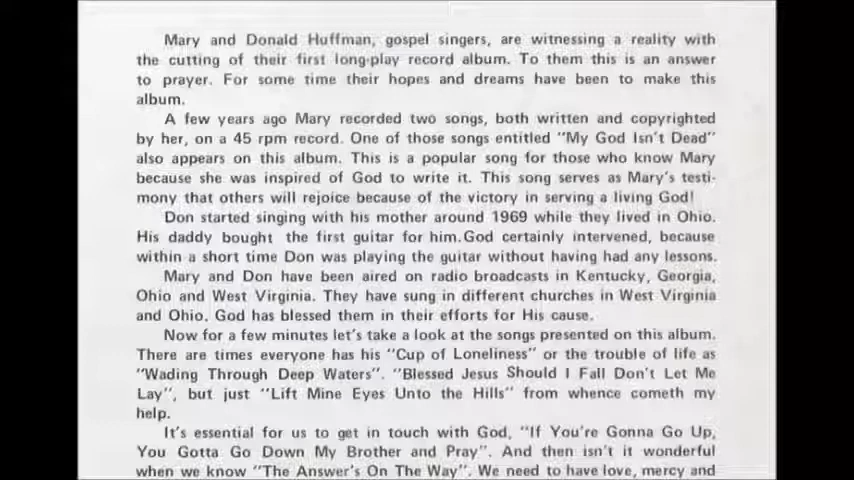 Mary and Donald Huffman, gospel singers, are witnessing a reality with
the cutting of their first long-play record album. To them this is an answer
to prayer. For some time their hopes and dreams have been to make this
album.
A few years ago Mary recorded two songs, both written and copyrighted
by her, on a 45 rpm record. One of those songs entitled "My God Isn't Dead"
also appears on this album. This is a popular song for those who know Mary
because she was inspired of God to write it. This song serves as Mary's testi-
mony that others will rejoice because of the victory in serving a living God!
Don started singing with his mother around 1969 while they lived in Ohio.
His daddy bought the first guitar for him. God certainly intervened, because
within a short time Don was playing the guitar without having had any lessons.
Mary and Don have been aired on radio broadcasts in Kentucky, Georgia,
Ohio and West Virginia. They have sung in different churches in West Virginia
and Ohio. God has blessed them in their efforts for His cause.
Now for a few minutes let's take a look at the songs presented on this album.
There are times everyone has his "Cup of Loneliness" or the trouble of life as
"Wading Through Deep Waters". "Blessed Jesus Should I Fall Don't Let Me
Lay", but just "Lift Mine Eyes Unto the Hills" from whence cometh my
help.
It's essential for us to get in touch with God, "If You're Gonna Go Up,
You Gotta Go Down My Brother and Pray". And then isn't it wonderful
when we know "The Answer's On The Way". We need to have love, mercy and